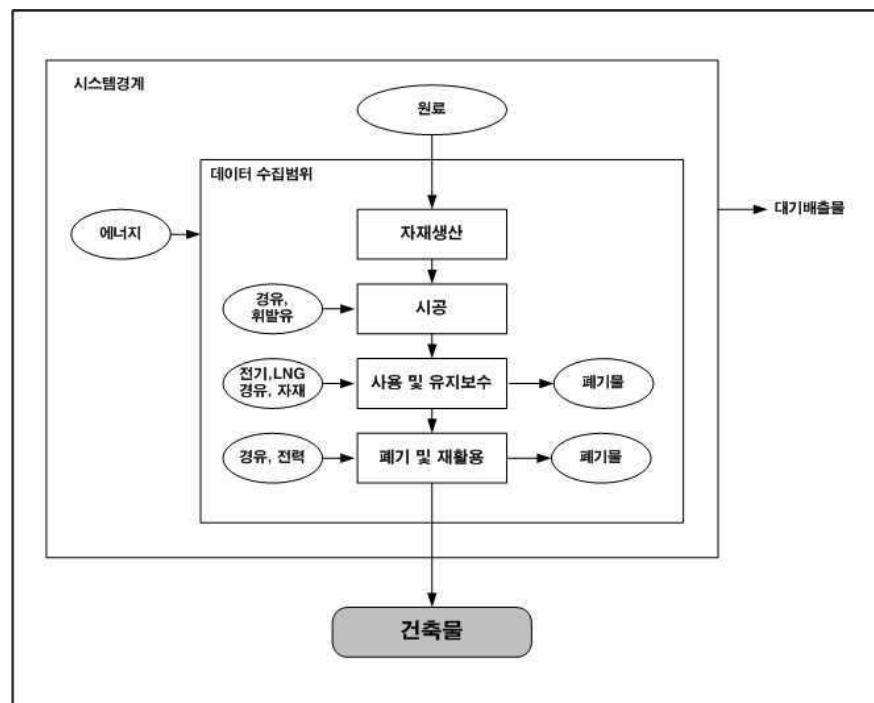 시스템경계
원료
데이터 수집범위
에너지
대기배출물
자재생산
경유,
휘발유
시공
전기,LNG
경유, 자재
사용 및 유지보수
폐기물
경유, 전력
폐기 및 재활용
폐기물
건축물